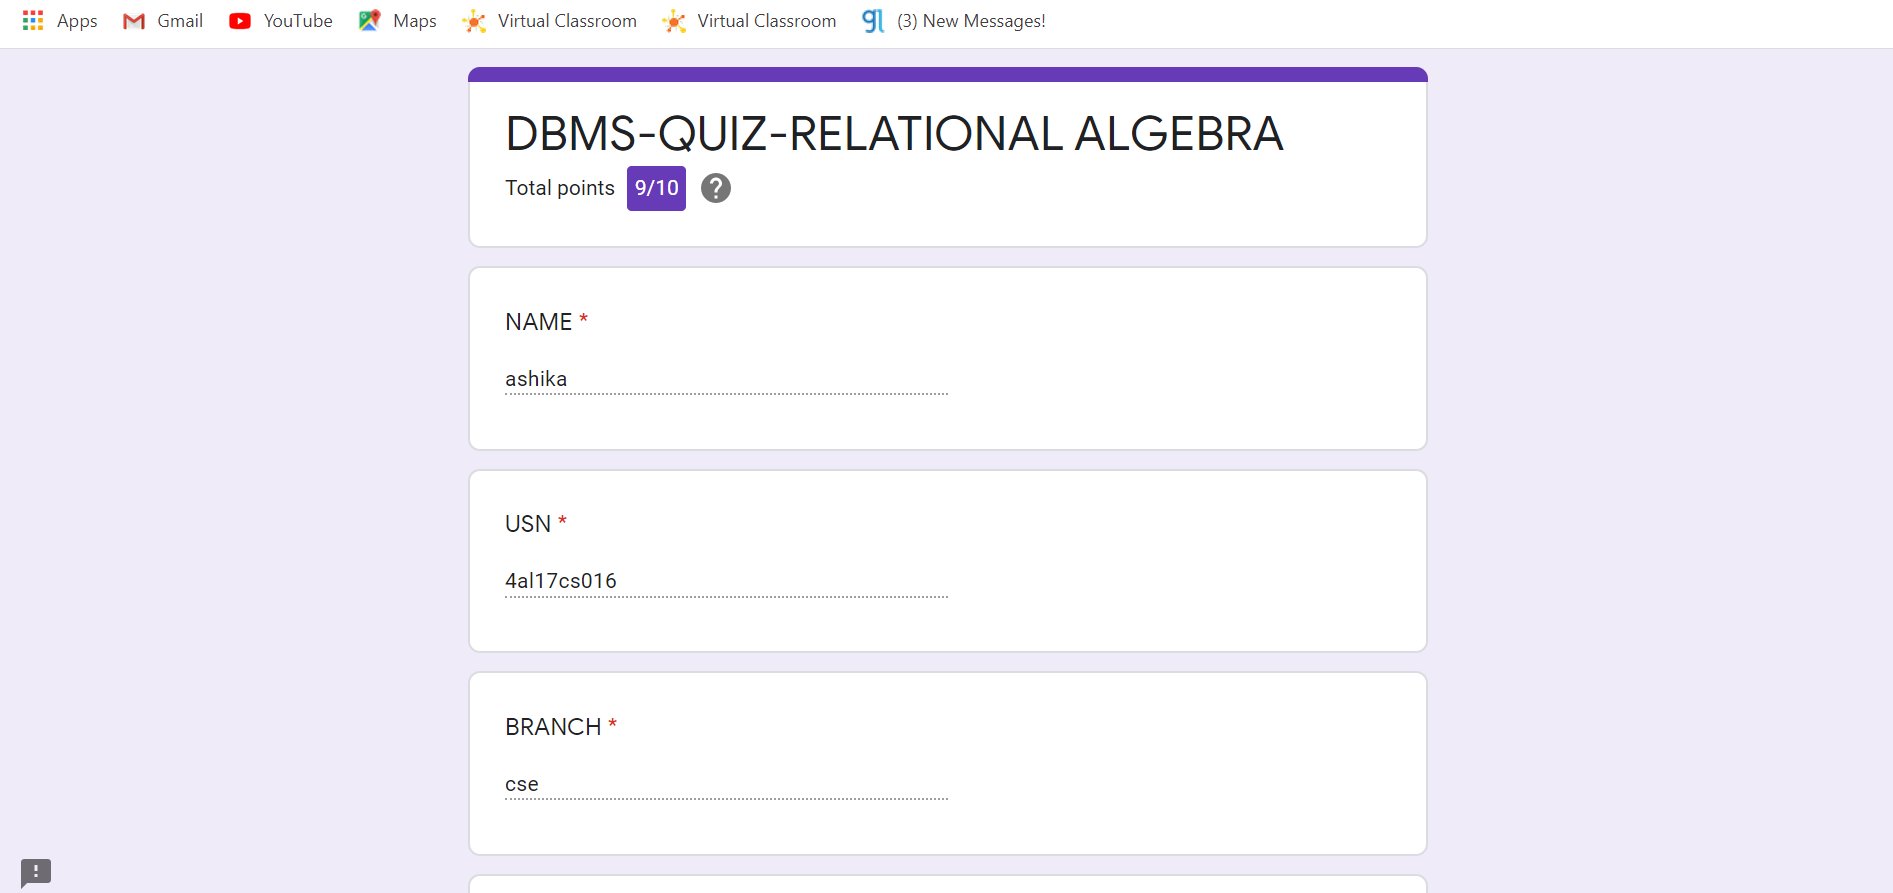 Apps Gmail YouTube Maps Virtual Classroom Virtual Classroom gl (3) New Messages!
DBMS-QUIZ-RELATIONAL ALGEBRA
Total points 9/10 ?
NAME *
ashika
USN *
4al17cs016
BRANCH *
cse